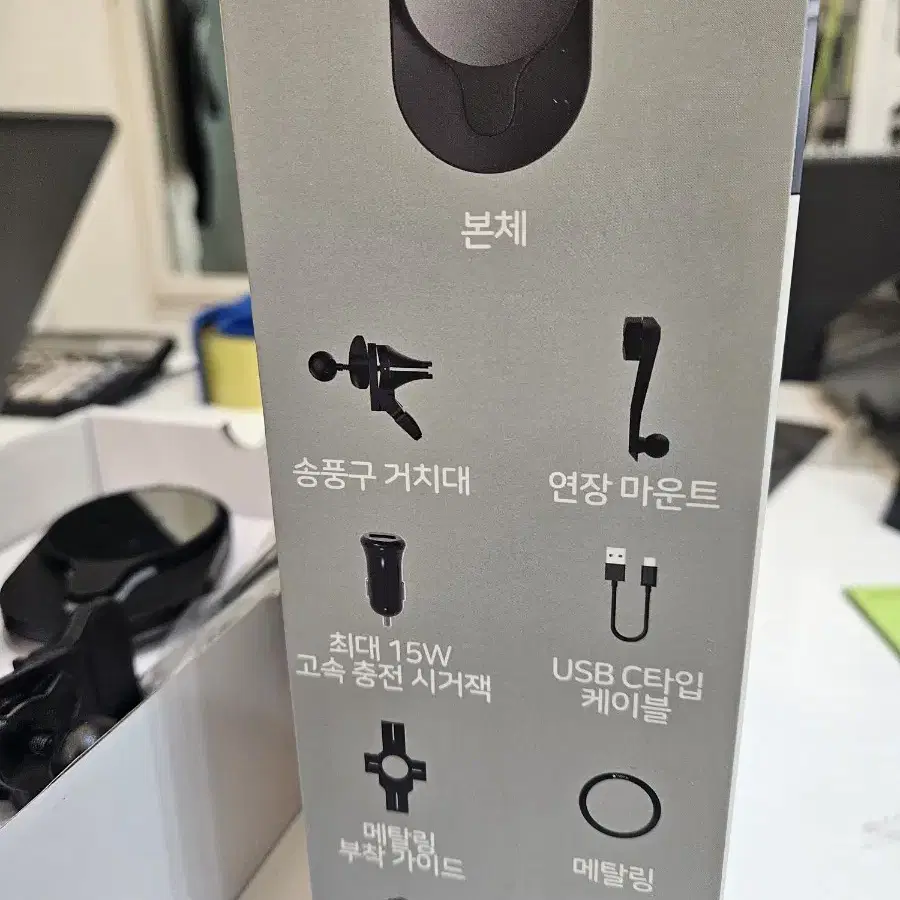 본체
송풍구 거치대
연장 마운트
최대 15W
고속 충전 시거잭
USB C타입
케이블
메탈링
부착 가이드
메탈링